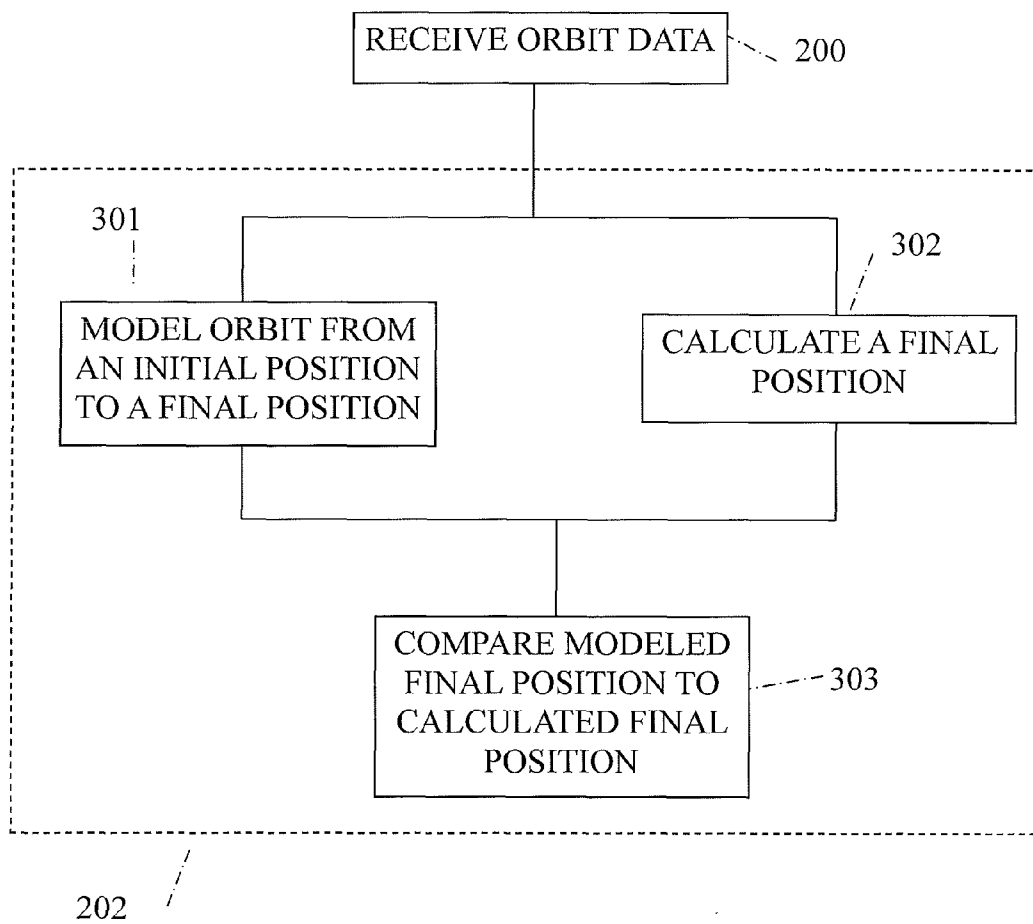 RECEIVE ORBIT DATA
200
301
302
MODEL ORBIT FROM
AN INITIAL POSITION
TO A FINAL POSITION
CALCULATE A FINAL
POSITION
COMPARE MODELED
FINAL POSITION TO
CALCULATED FINAL
POSITION
303
202